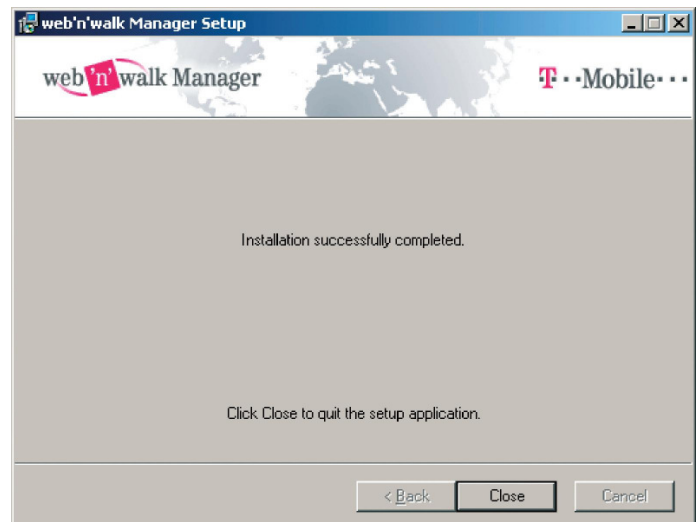 web'n'walk Manager Setup
web'n'walk Manager
T··Mobile···
Installation successfully completed.
Click Close to quit the setup application.
< Back
Close
Cancel